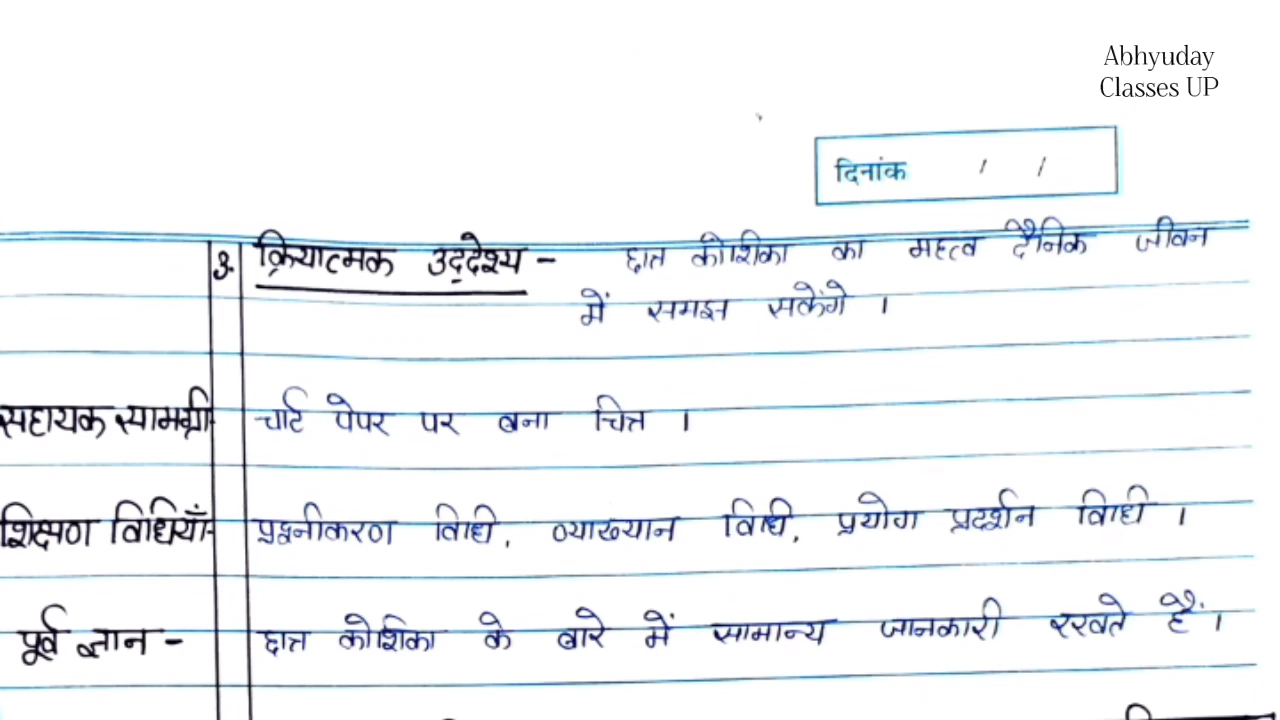 Abhyuday
Classes UP
दिनांक / /
3. क्रियात्मक उद्देश्य - छात्र कोशिका का महत्व दैनिक जीवन
में समझ सकेंगे ।
सहायक सामग्री- चार्ट पेपर पर बना चित्र ।
शिक्षण विधियाँ- प्रश्नीकरण विधि, व्याख्यान विधि, प्रयोग प्रदर्शन विधि ।
पूर्व ज्ञान - छात्र कोशिका के बारे में सामान्य जानकारी रखते हैं ।